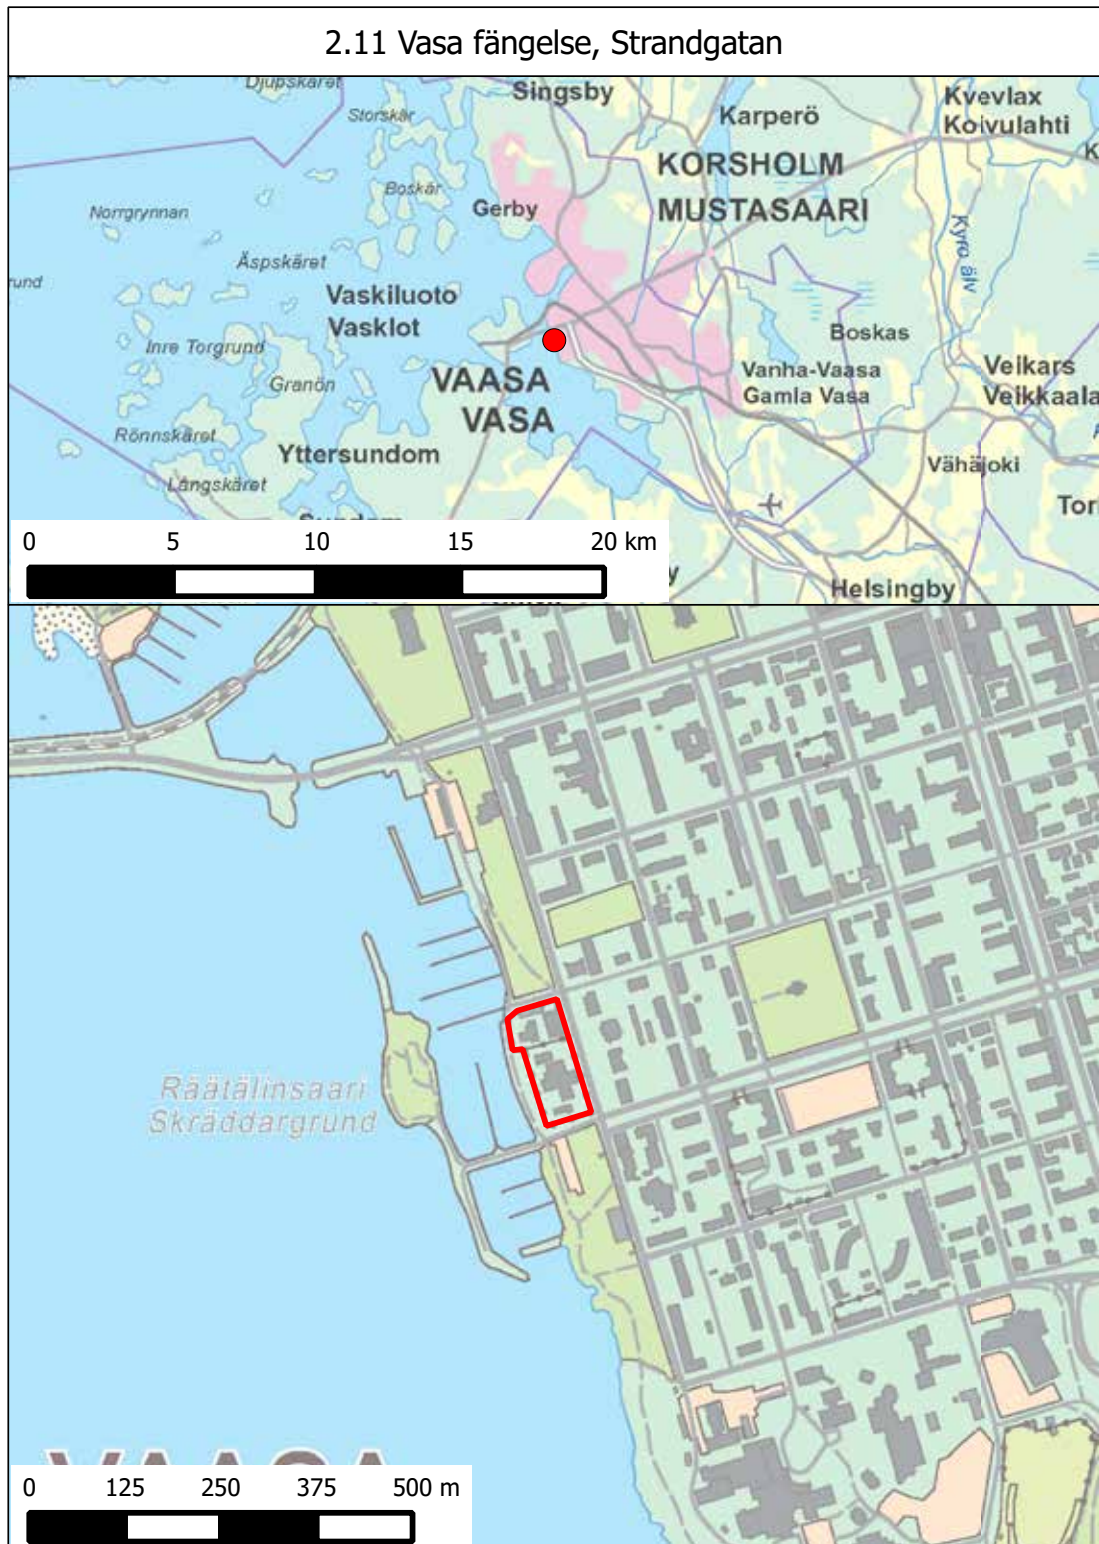 2.11 Vasa fängelse, Strandgatan
Djupskäret
Singsby
Kvevlax
Koivulahti
Storskär
Karperö
KORSHOLM
MUSTASAARI
Boskär
Gerby
Norrgrynnan
Kyro älv
Äspskäret
Vaskiluoto
Vasklot
Inre Torgrund
Boskas
Granön
VAASA
VASA
Vanha-Vaasa
Gamla Vasa
Veikars
Veikkaala
Rönnskäret
Yttersundom
Vähäjoki
Långskäret
Helsingby
0 5 10 15 20 km
Räätälinsaari
Skräddargrund
VAASA
0 125 250 375 500 m